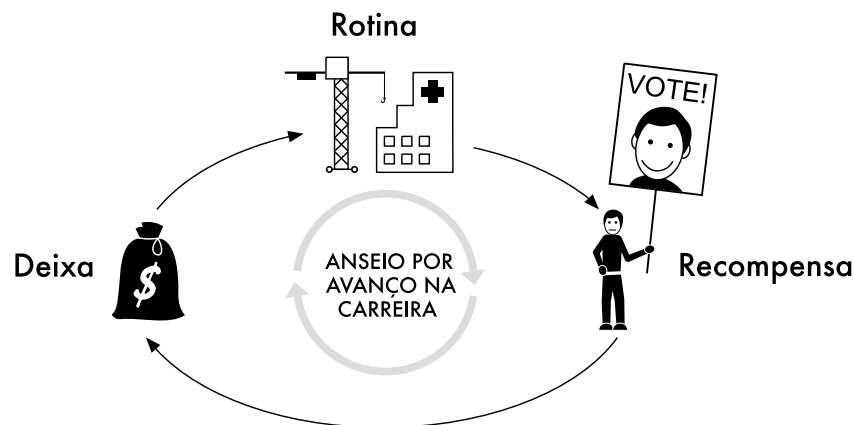 Rotina
VOTE!
Deixa
$
ANSEIO POR
AVANÇO NA
CARREIRA
Recompensa